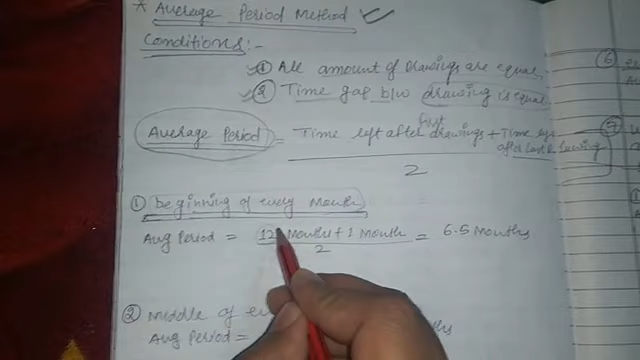 * Average Period Method
Conditions:-
① All amount of drawings are equal
② Time gap b/w drawing is equal
Average Period = Time left after first drawings + Time left after last drawing
2
① beginning of every Month
Avg Period = 12 Months + 1 Month = 6.5 Months
2
② Middle of
Avg Period =